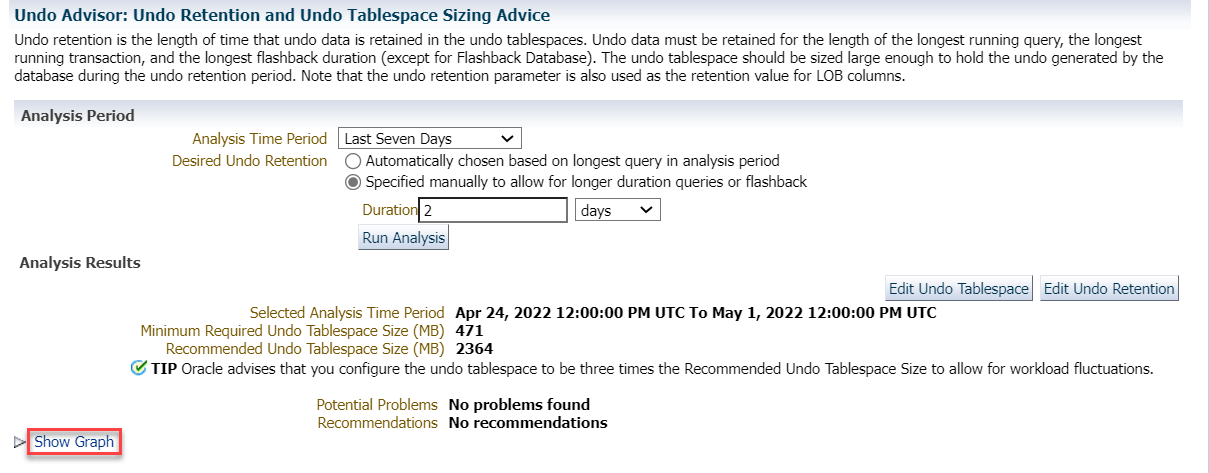 Undo Advisor: Undo Retention and Undo Tablespace Sizing Advice
Undo retention is the length of time that undo data is retained in the undo tablespaces. Undo data must be retained for the length of the longest running query, the longest
running transaction, and the longest flashback duration (except for Flashback Database). The undo tablespace should be sized large enough to hold the undo generated by the
database during the undo retention period. Note that the undo retention parameter is also used as the retention value for LOB columns.
Analysis Period
Analysis Time Period Last Seven Days
Desired Undo Retention Automatically chosen based on longest query in analysis period
Specified manually to allow for longer duration queries or flashback
Duration 2 days
Run Analysis
Analysis Results
Edit Undo Tablespace Edit Undo Retention
Selected Analysis Time Period Apr 24, 2022 12:00:00 PM UTC To May 1, 2022 12:00:00 PM UTC
Minimum Required Undo Tablespace Size (MB) 471
Recommended Undo Tablespace Size (MB) 2364
TIP Oracle advises that you configure the undo tablespace to be three times the Recommended Undo Tablespace Size to allow for workload fluctuations.
Potential Problems No problems found
Recommendations No recommendations
Show Graph